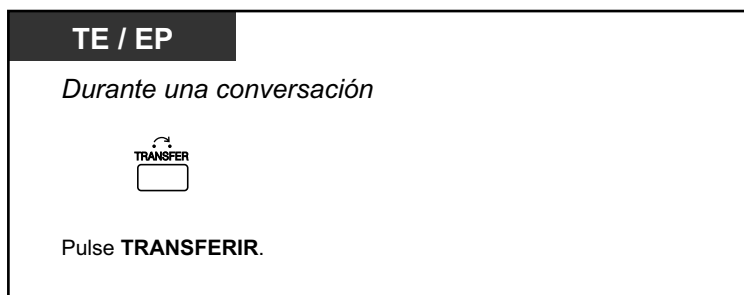 TE / EP
Durante una conversación
TRANSFER
Pulse TRANSFERIR.